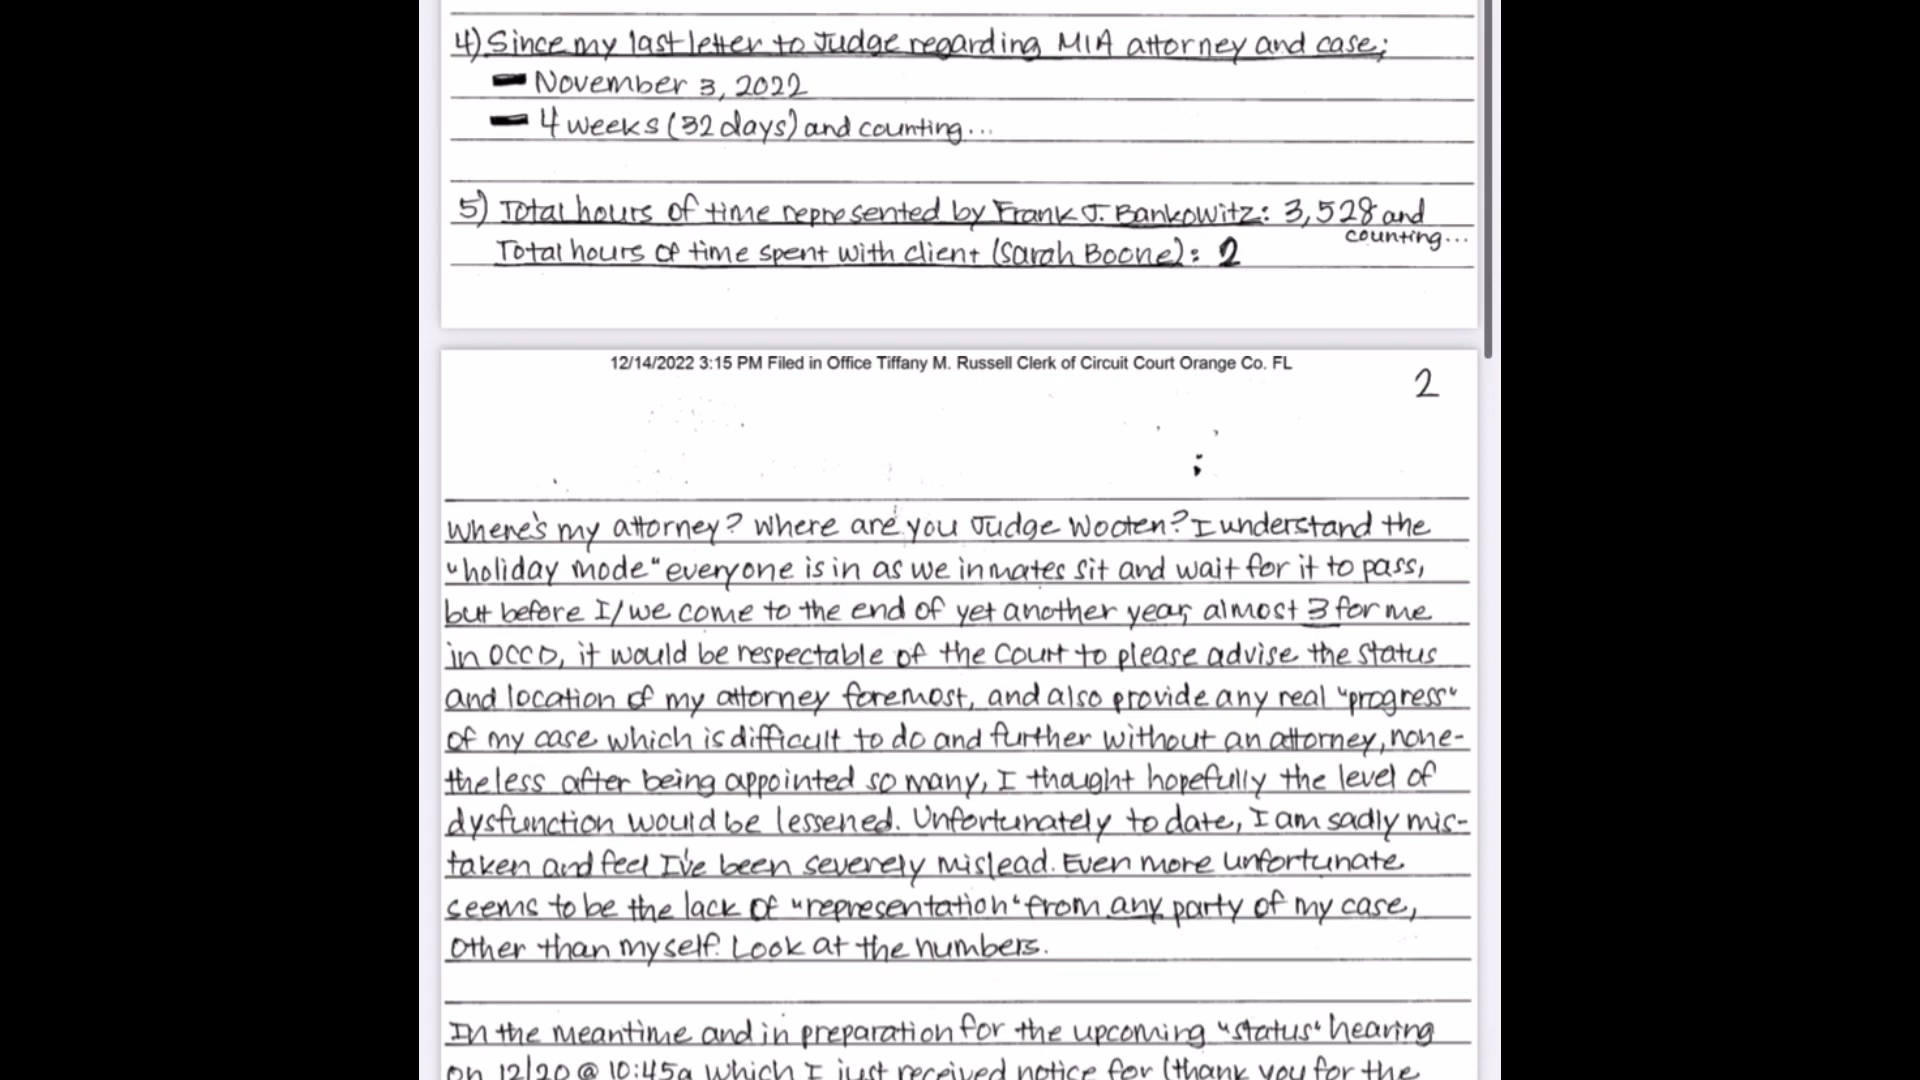 4) Since my last letter to Judge regarding MIA attorney and case;
- November 3, 2022
- 4 weeks (32 days) and counting...
5) Total hours of time represented by Frank J. Bankowitz: 3,528 and
counting...
Total hours of time spent with client (Sarah Boone): 2
12/14/2022 3:15 PM Filed in Office Tiffany M. Russell Clerk of Circuit Court Orange Co. FL
2
Where's my attorney? Where are you Judge Wooten? I understand the
"holiday mode" everyone is in as we inmates sit and wait for it to pass,
but before I/we come to the end of yet another year, almost 3 for me
in OCCD, it would be respectable of the Court to please advise the status
and location of my attorney foremost, and also provide any real "progress"
of my case which is difficult to do and further without an attorney, none-
theless after being appointed so many, I thought hopefully the level of
dysfunction would be lessened. Unfortunately to date, I am sadly mis-
taken and feel I've been severely mislead. Even more unfortunate
seems to be the lack of "representation" from any party of my case,
other than myself. Look at the numbers.
In the meantime and in preparation for the upcoming "status" hearing
on 12/20 @ 10:45a which I just received notice for (thank you for the